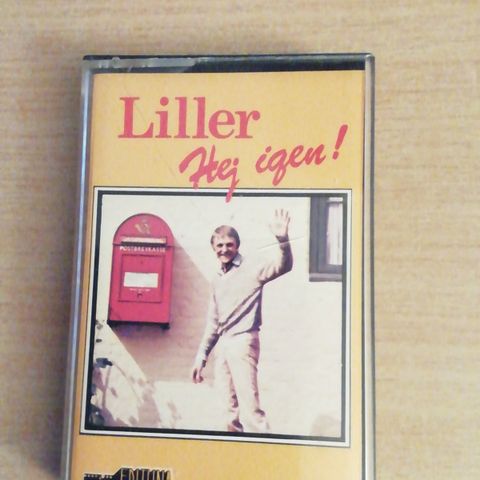 Liller
Hej igen!
POSTBREVKASSE